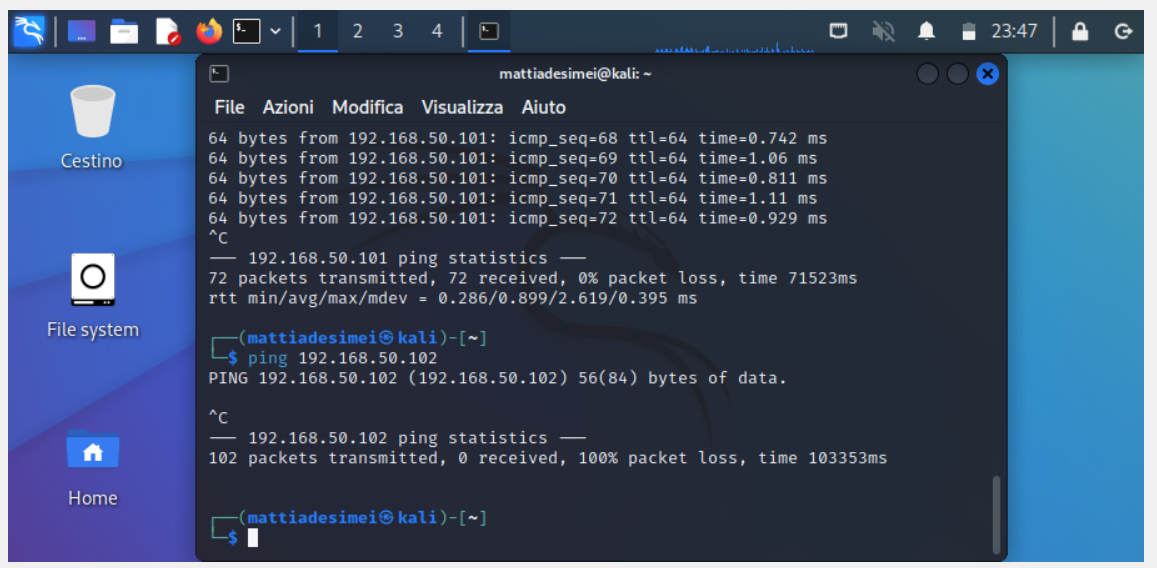 1 2 3 4
23:47
mattiadesimei@kali: ~
File Azioni Modifica Visualizza Aiuto
64 bytes from 192.168.50.101: icmp_seq=68 ttl=64 time=0.742 ms
64 bytes from 192.168.50.101: icmp_seq=69 ttl=64 time=1.06 ms
64 bytes from 192.168.50.101: icmp_seq=70 ttl=64 time=0.811 ms
64 bytes from 192.168.50.101: icmp_seq=71 ttl=64 time=1.11 ms
64 bytes from 192.168.50.101: icmp_seq=72 ttl=64 time=0.929 ms
^C
--- 192.168.50.101 ping statistics ---
72 packets transmitted, 72 received, 0% packet loss, time 71523ms
rtt min/avg/max/mdev = 0.286/0.899/2.619/0.395 ms
┌──(mattiadesimei㉿kali)-[~]
└─$ ping 192.168.50.102
PING 192.168.50.102 (192.168.50.102) 56(84) bytes of data.
^C
--- 192.168.50.102 ping statistics ---
102 packets transmitted, 0 received, 100% packet loss, time 103353ms
┌──(mattiadesimei㉿kali)-[~]
└─$
Cestino
File system
Home